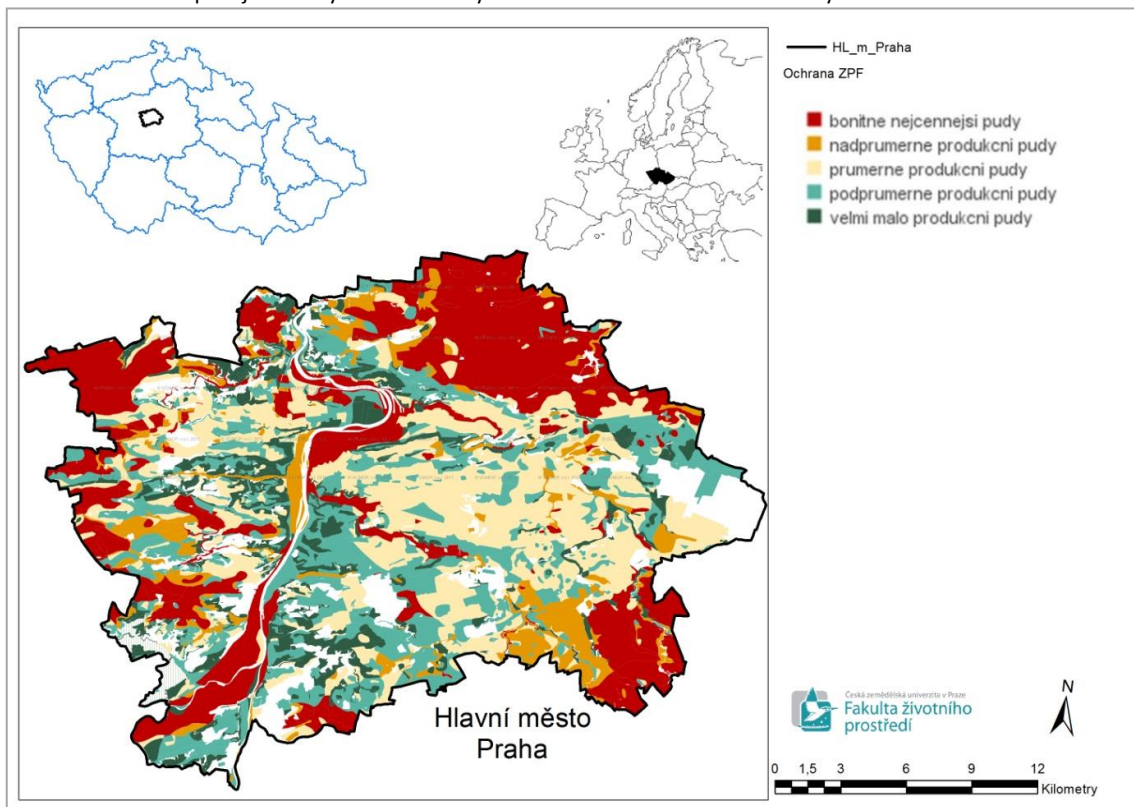 HL_m_Praha
Ochrana ZPF
bonitne nejcennejsi pudy
nadprumerne produkcni pudy
prumerne produkcni pudy
podprumerne produkcni pudy
velmi malo produkcni pudy
Hlavní město
Praha
Česká zemědělská univerzita v Praze
Fakulta životního
prostředí
N
0 1,5 3 6 9 12
Kilometry